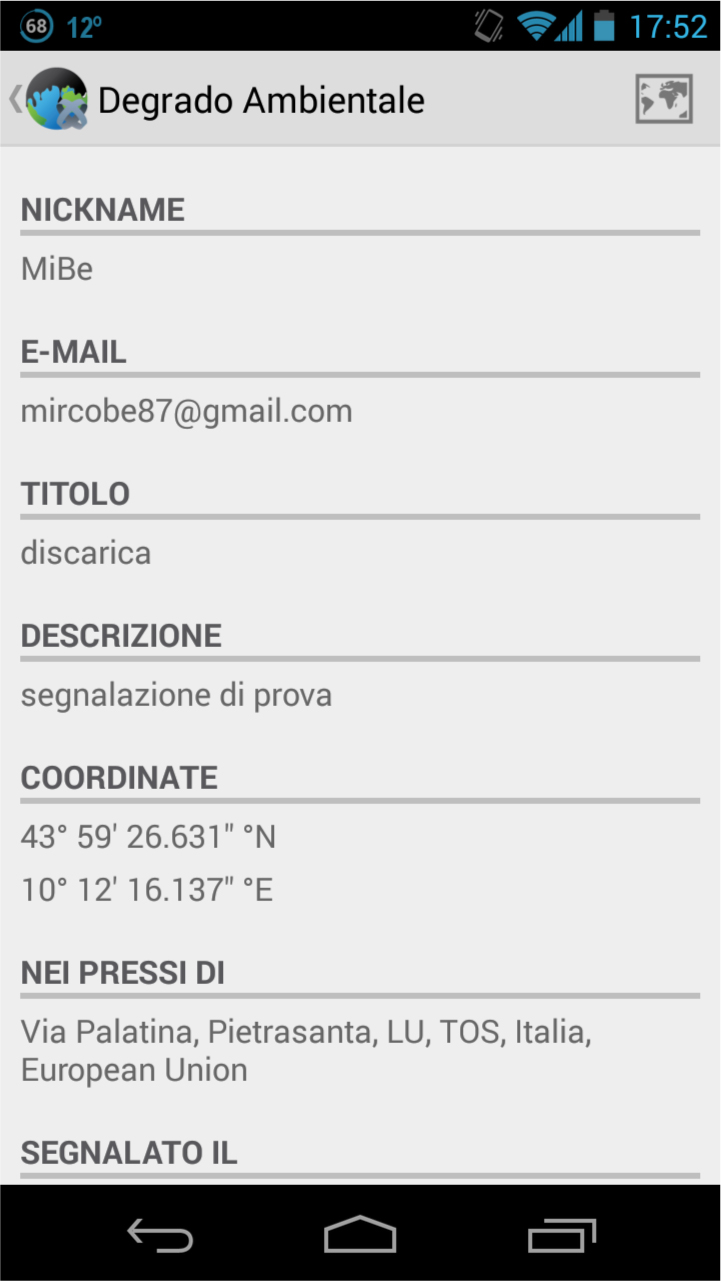 68 12° 17:52
Degrado Ambientale
NICKNAME
MiBe
E-MAIL
mircobe87@gmail.com
TITOLO
discarica
DESCRIZIONE
segnalazione di prova
COORDINATE
43° 59' 26.631" °N
10° 12' 16.137" °E
NEI PRESSI DI
Via Palatina, Pietrasanta, LU, TOS, Italia,
European Union
SEGNALATO IL